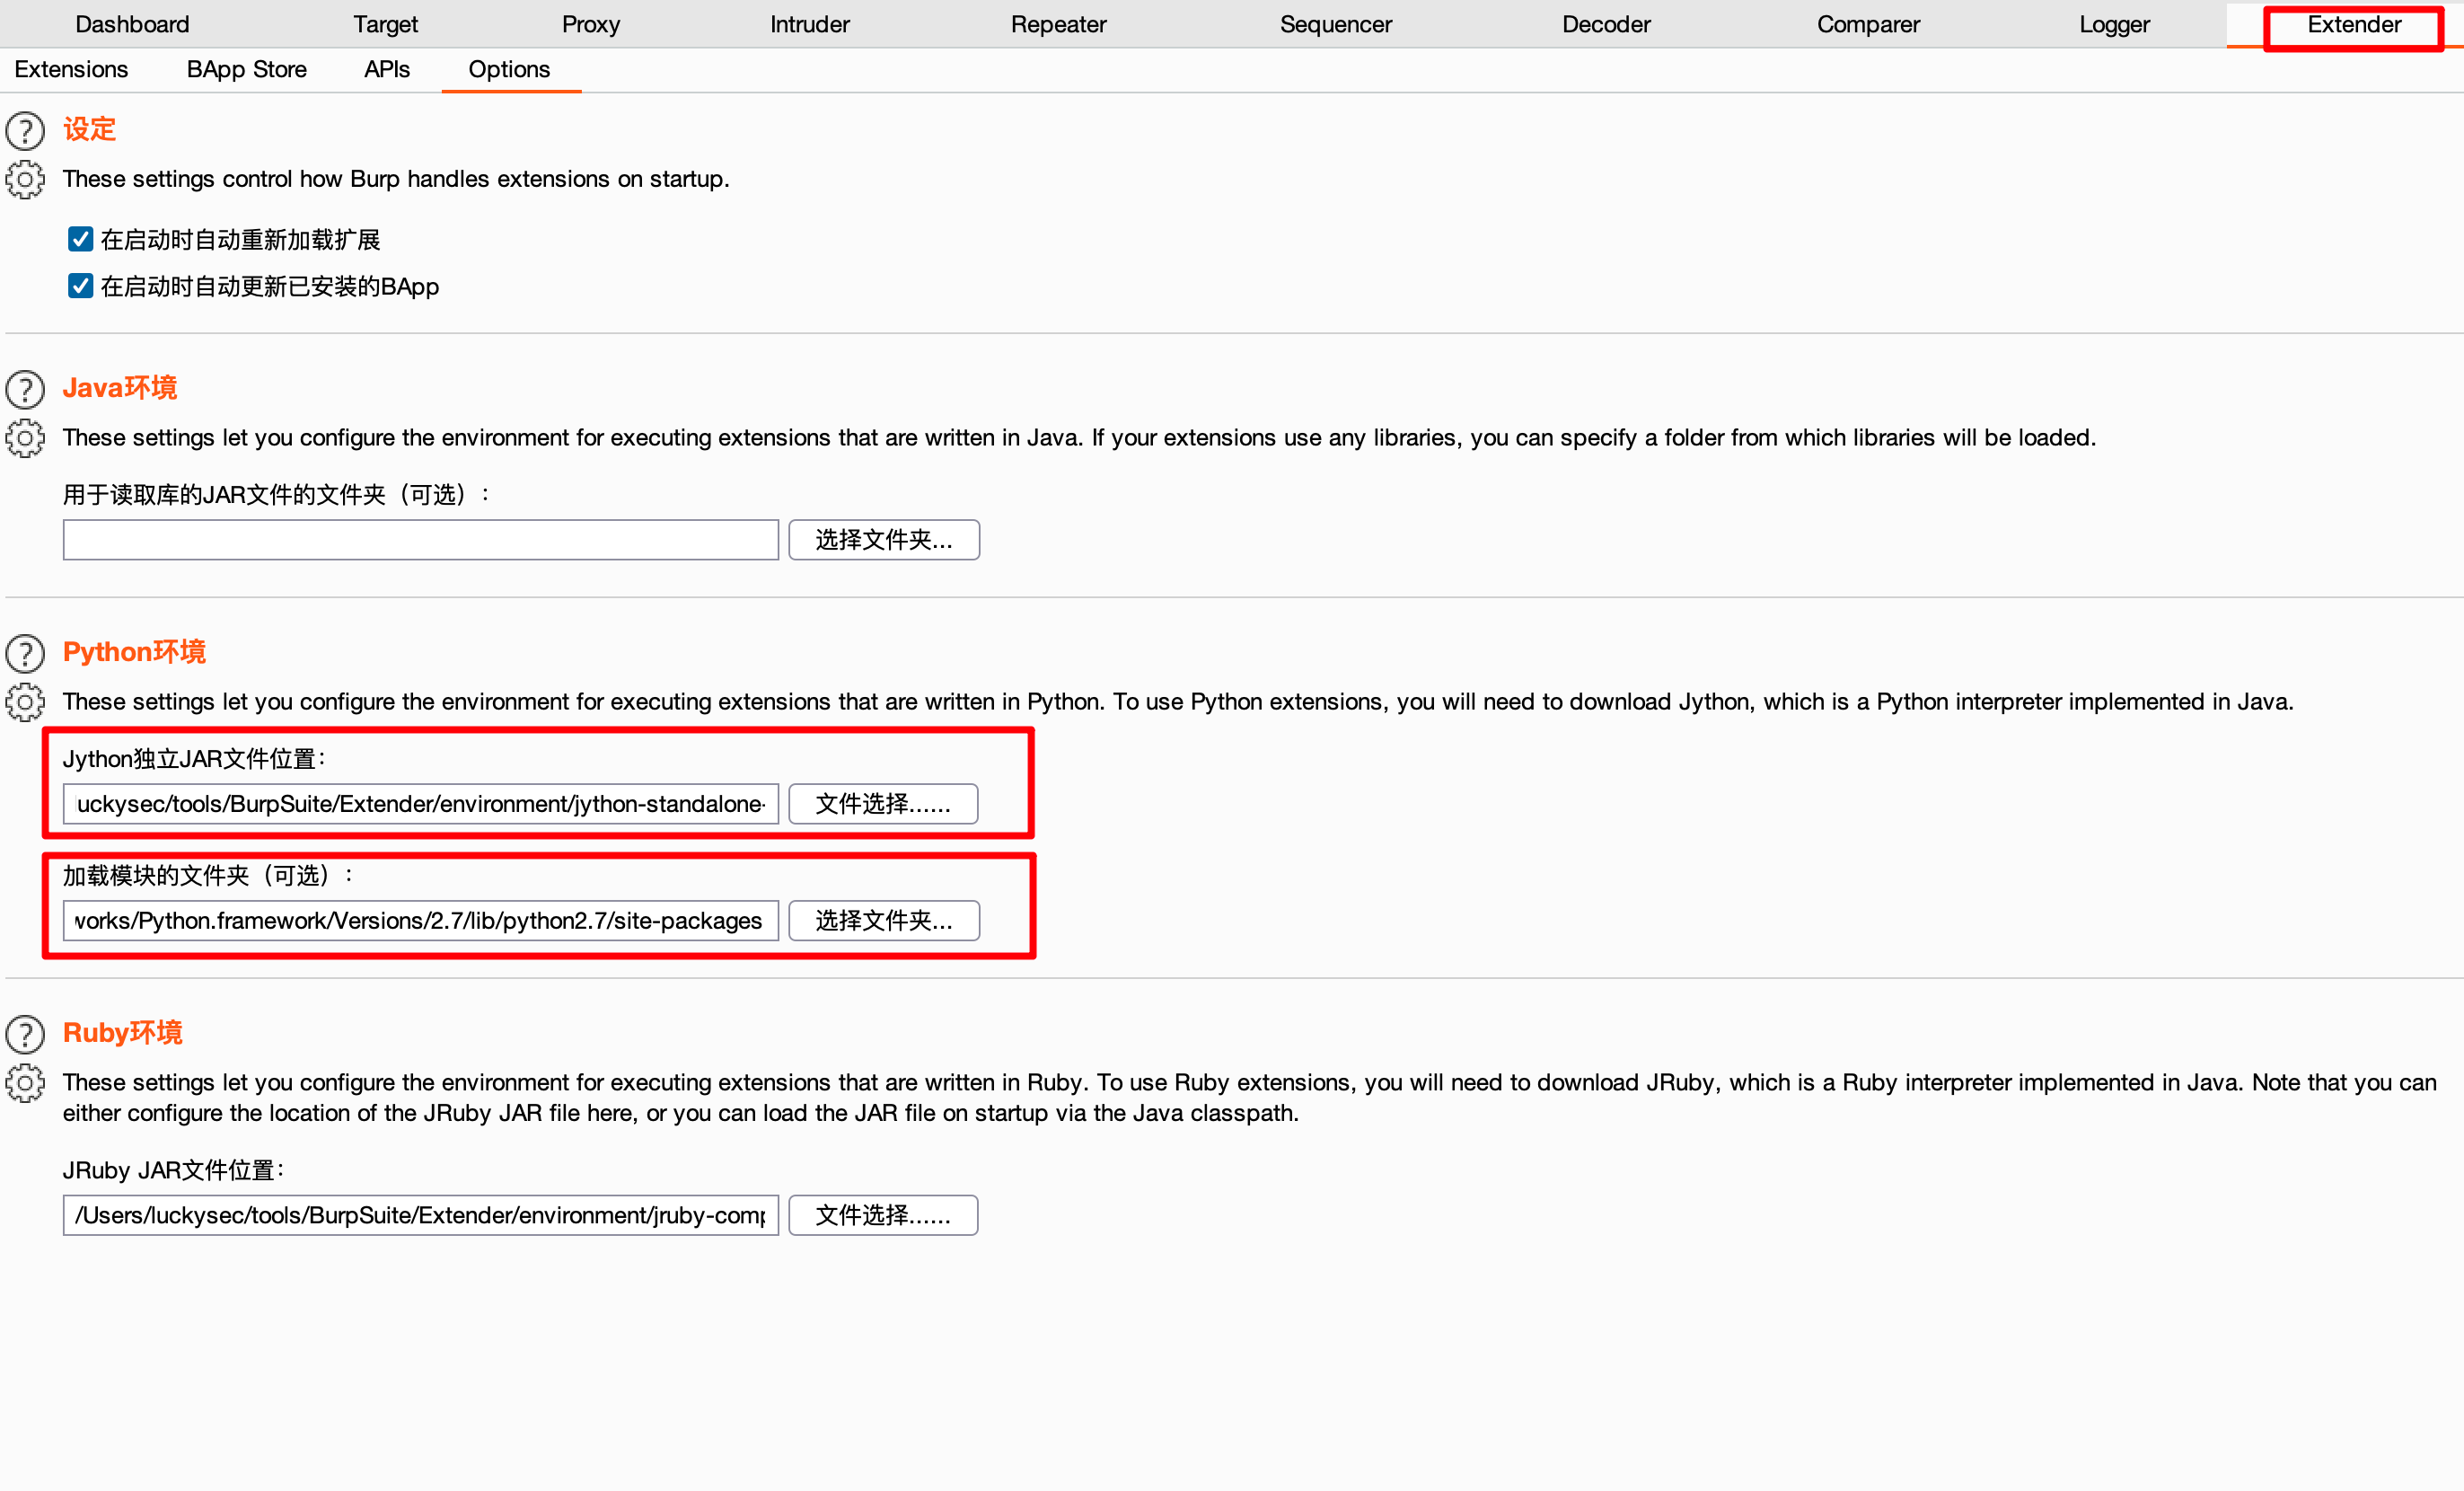 Dashboard Target Proxy Intruder Repeater Sequencer Decoder Comparer Logger Extender
Extensions BApp Store APIs Options
设定
These settings control how Burp handles extensions on startup.
在启动时自动重新加载扩展
在启动时自动更新已安装的BApp
Java环境
These settings let you configure the environment for executing extensions that are written in Java. If your extensions use any libraries, you can specify a folder from which libraries will be loaded.
用于读取库的JAR文件的文件夹（可选）:
选择文件夹...
Python环境
These settings let you configure the environment for executing extensions that are written in Python. To use Python extensions, you will need to download Jython, which is a Python interpreter implemented in Java.
Jython独立JAR文件位置:
uckysec/tools/BurpSuite/Extender/environment/jython-standalone- 文件选择......
加载模块的文件夹（可选）:
works/Python.framework/Versions/2.7/lib/python2.7/site-packages 选择文件夹...
Ruby环境
These settings let you configure the environment for executing extensions that are written in Ruby. To use Ruby extensions, you will need to download JRuby, which is a Ruby interpreter implemented in Java. Note that you can
either configure the location of the JRuby JAR file here, or you can load the JAR file on startup via the Java classpath.
JRuby JAR文件位置:
/Users/luckysec/tools/BurpSuite/Extender/environment/jruby-comp 文件选择......